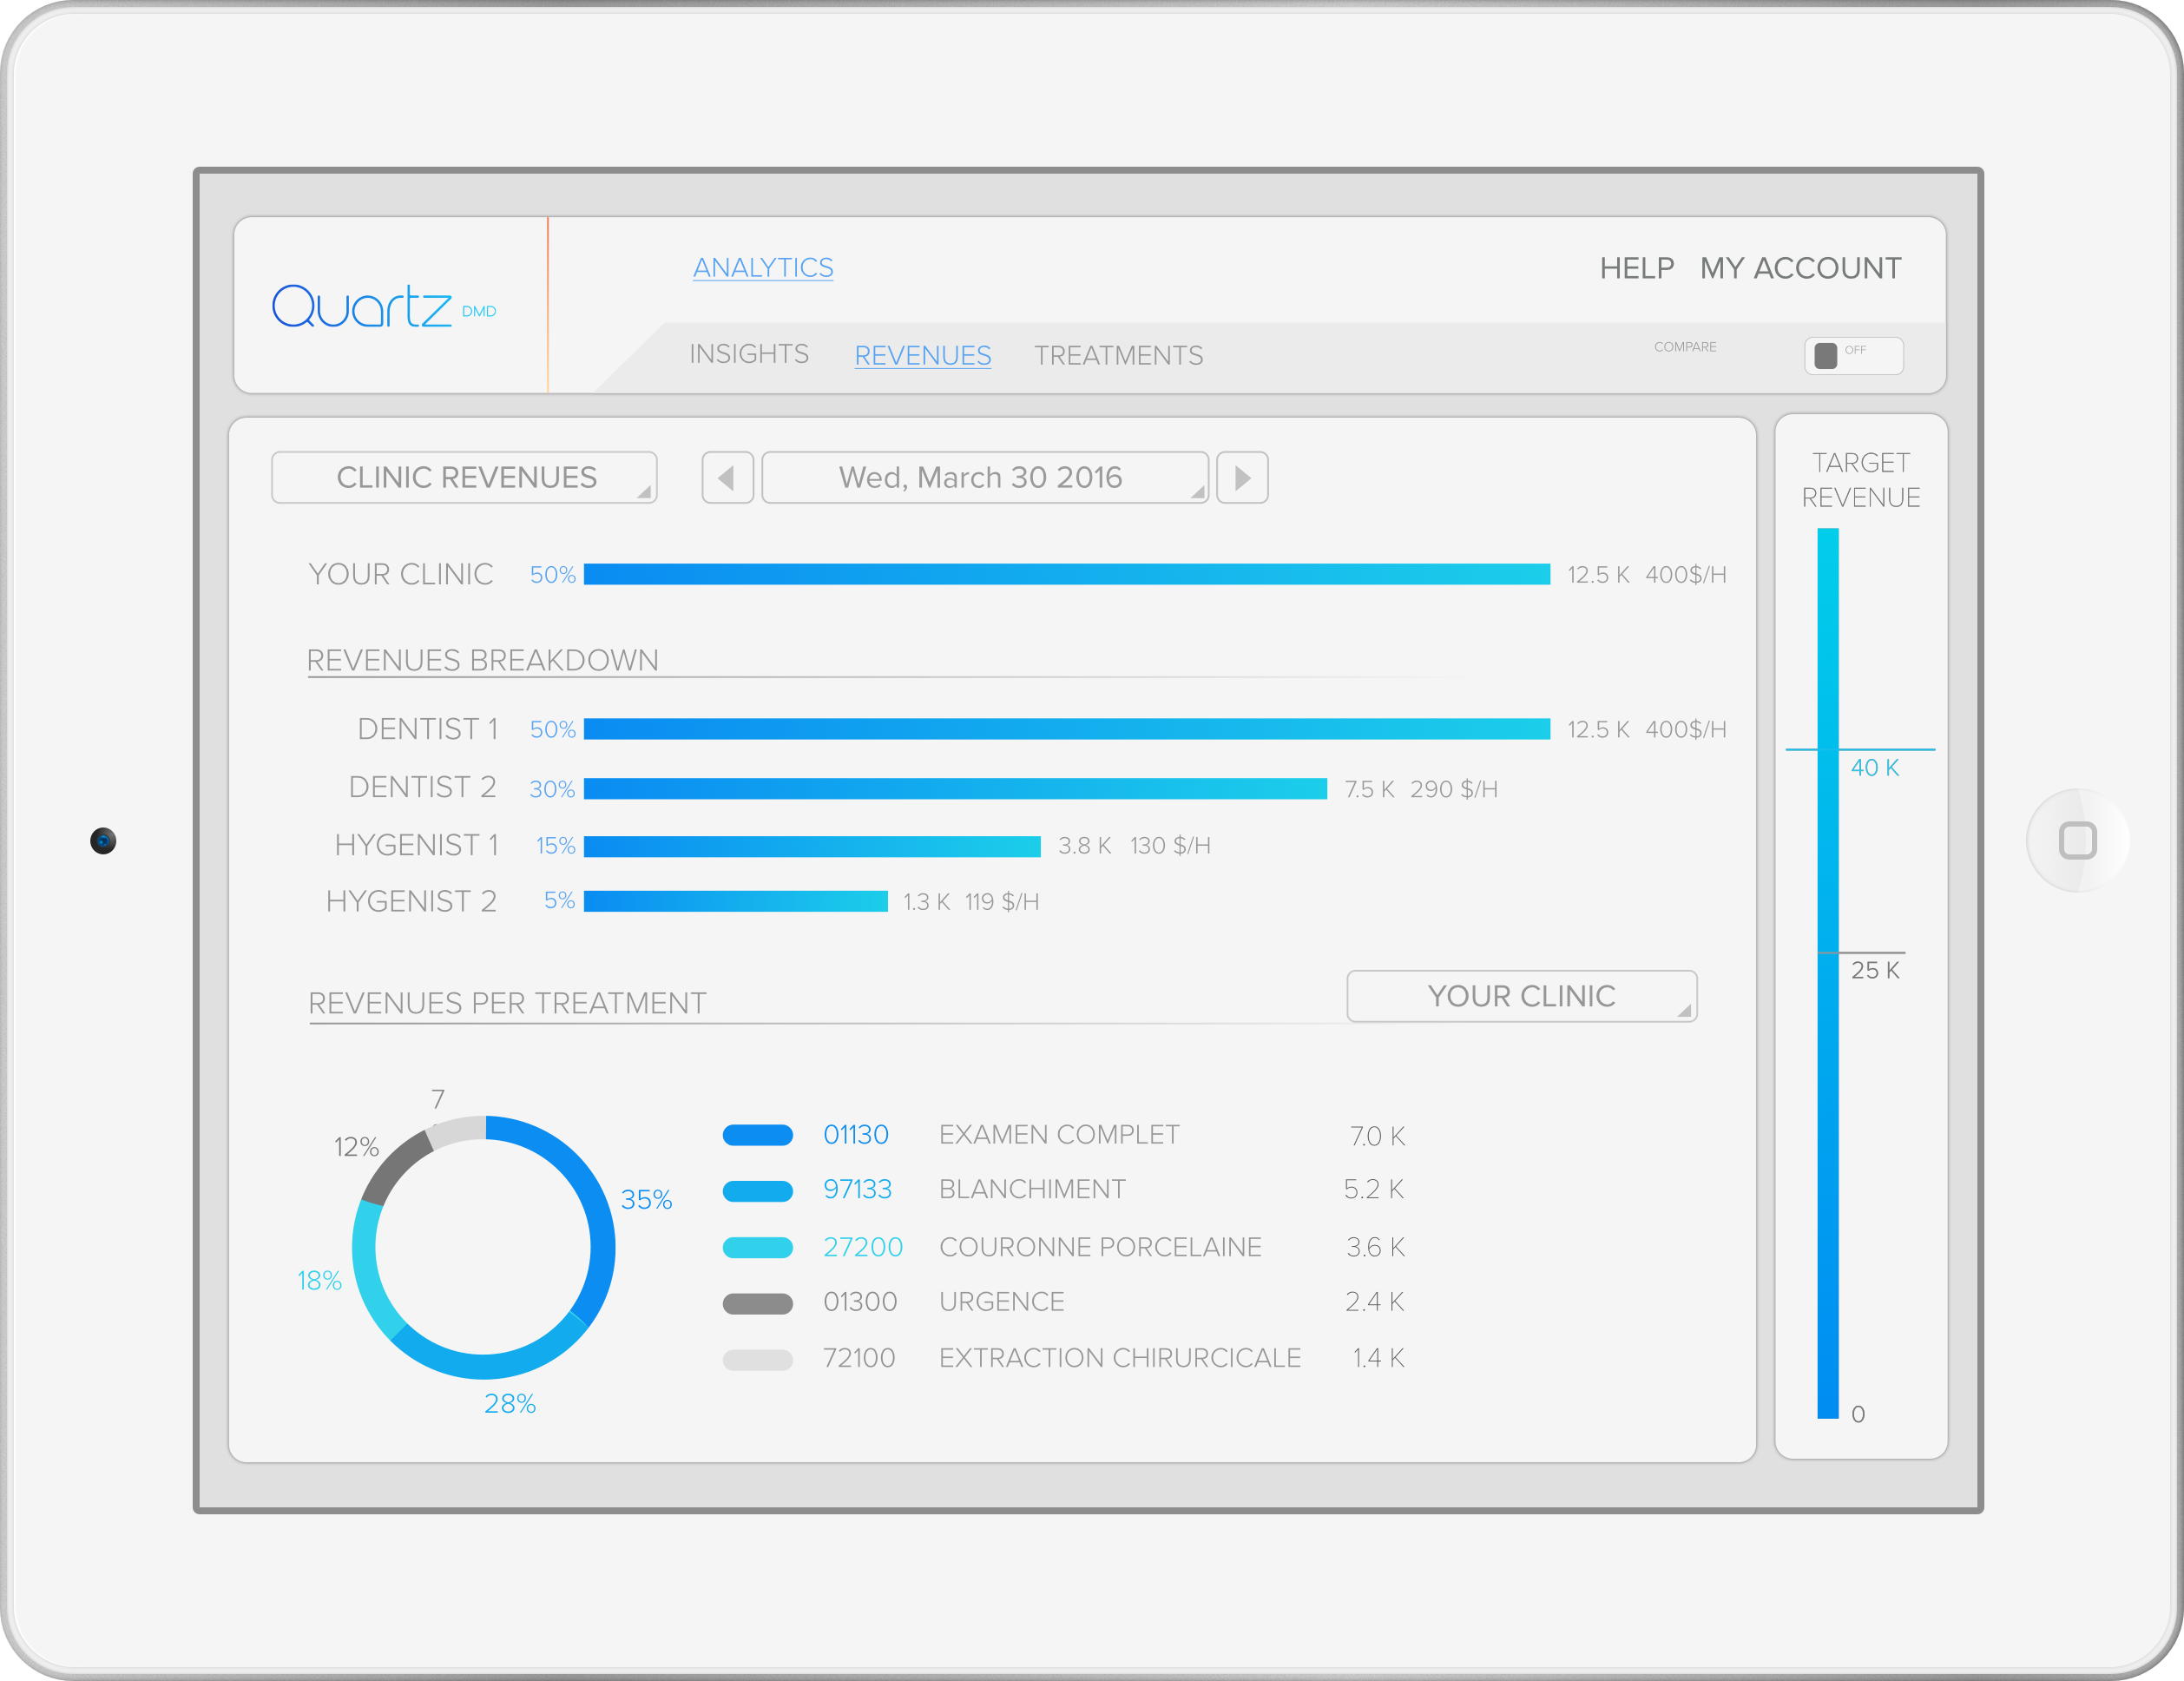 Quartz DMD
ANALYTICS
HELP MY ACCOUNT
INSIGHTS REVENUES TREATMENTS
COMPARE
OFF
CLINIC REVENUES
Wed, March 30 2016
TARGET
REVENUE
YOUR CLINIC 50% 12.5 K 400$/H
REVENUES BREAKDOWN
DENTIST 1 50% 12.5 K 400$/H
DENTIST 2 30% 7.5 K 290 $/H
HYGENIST 1 15% 3.8 K 130 $/H
HYGENIST 2 5% 1.3 K 119 $/H
40 K
25 K
0
REVENUES PER TREATMENT
YOUR CLINIC
7
12%
35%
18%
28%
01130 EXAMEN COMPLET 7.0 K
97133 BLANCHIMENT 5.2 K
27200 COURONNE PORCELAINE 3.6 K
01300 URGENCE 2.4 K
72100 EXTRACTION CHIRURCICALE 1.4 K